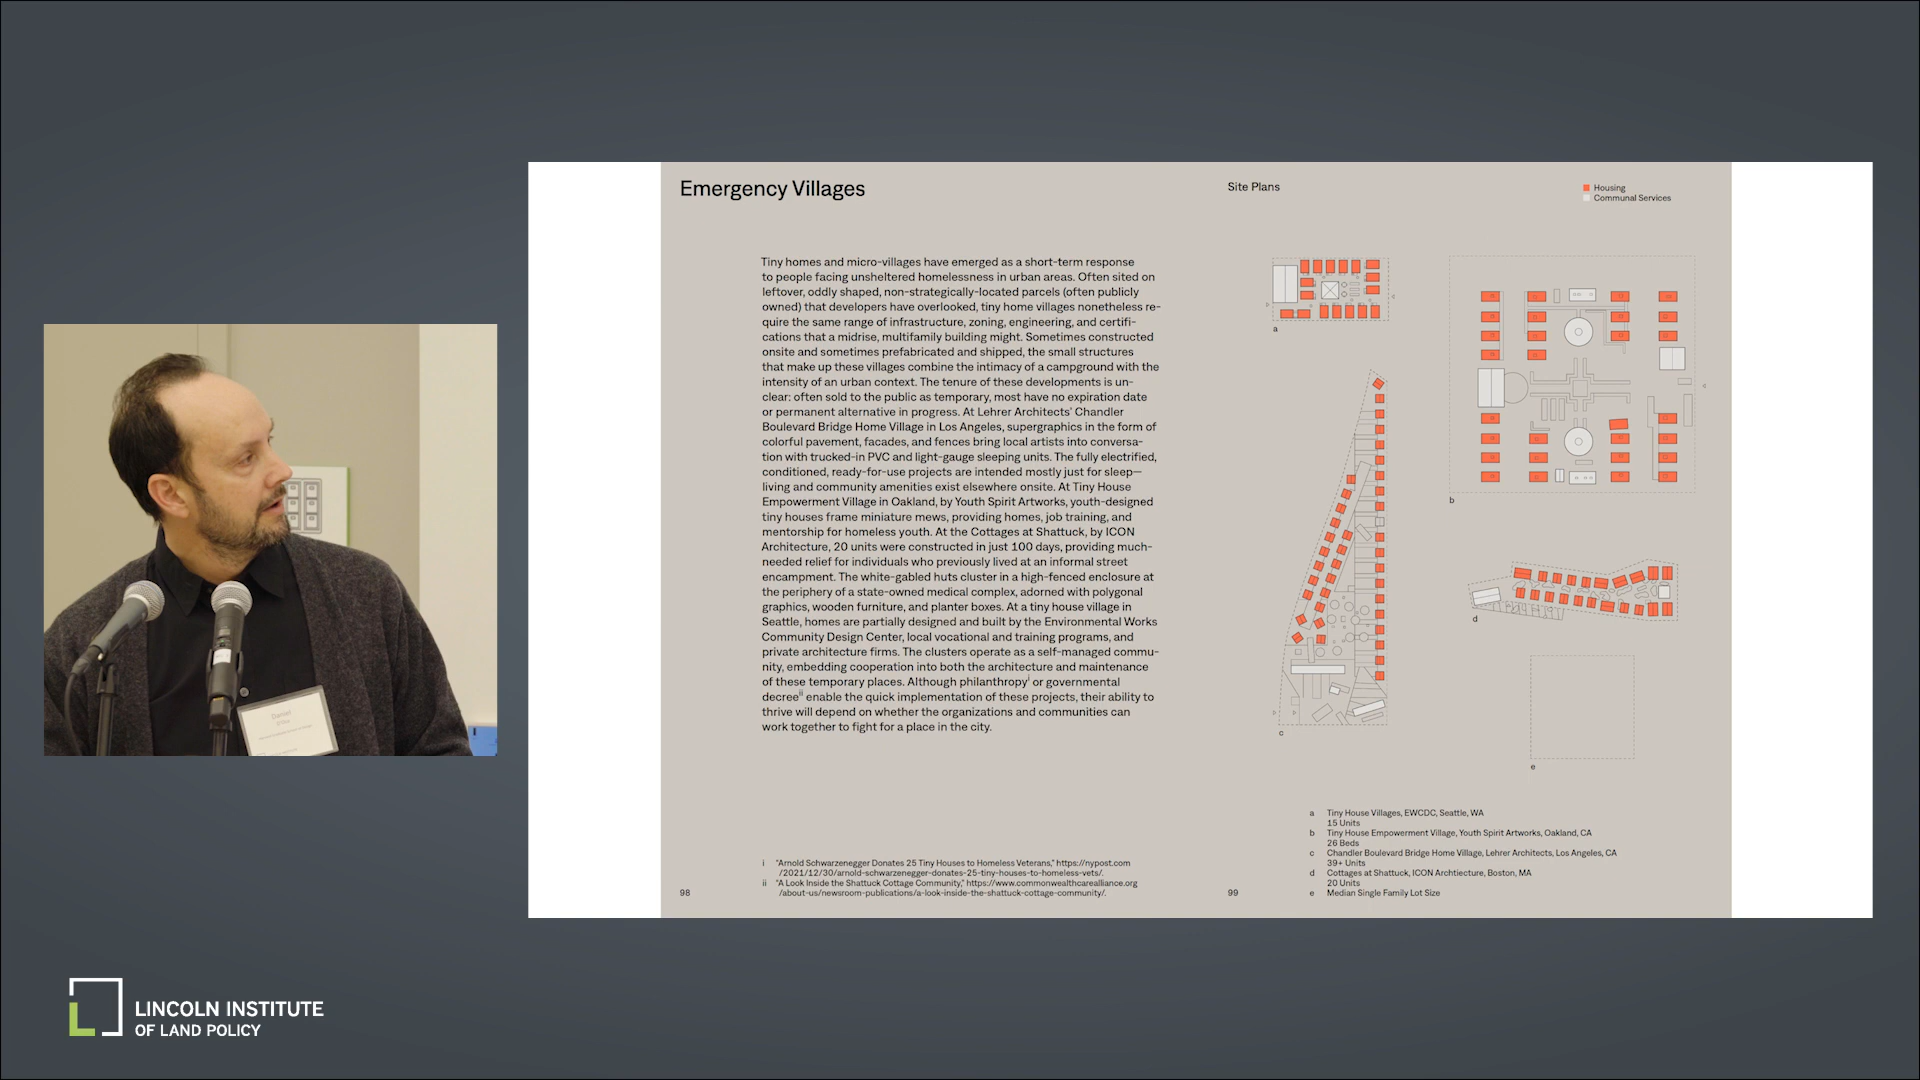 Emergency Villages
Tiny homes and micro-villages have emerged as a short-term response
to people facing unsheltered homelessness in urban areas. Often sited on
leftover, oddly shaped, non-strategically-located parcels (often publicly
owned) that developers have overlooked, tiny home villages nonetheless re-
quire the same range of infrastructure, zoning, engineering, and certifi-
cations that a midrise, multifamily building might. Sometimes constructed
onsite and sometimes prefabricated and shipped, the small structures
that make up these villages combine the intimacy of a campground with the
intensity of an urban context. The tenure of these developments is un-
clear: often sold to the public as temporary, most have no expiration date
or permanent alternative in progress. At Lehrer Architects' Chandler
Boulevard Bridge Home Village in Los Angeles, supergraphics in the form of
colorful pavement, facades, and fences bring local artists into conversa-
tion with trucked-in PVC and light-gauge sleeping units. The fully electrified,
conditioned, ready-for-use projects are intended mostly just for sleep—
living and community amenities exist elsewhere onsite. At Tiny House
Empowerment Village in Oakland, by Youth Spirit Artworks, youth-designed
tiny houses frame miniature mews, providing homes, job training, and
mentorship for homeless youth. At the Cottages at Shattuck, by ICON
Architecture, 20 units were constructed in just 100 days, providing much-
needed relief for individuals who previously lived at an informal street
encampment. The white-gabled huts cluster in a high-fenced enclosure at
the periphery of a state-owned medical complex, adorned with polygonal
graphics, wooden furniture, and planter boxes. At a tiny house village in
Seattle, homes are partially designed and built by the Environmental Works
Community Design Center, local vocational and training programs, and
private architecture firms. The clusters operate as a self-managed commu-
nity, embedding cooperation into both the architecture and maintenance
of these temporary places. Although philanthropyⁱ or governmental
decreeⁱⁱ enable the quick implementation of these projects, their ability to
thrive will depend on whether the organizations and communities can
work together to fight for a place in the city.
i "Arnold Schwarzenegger Donates 25 Tiny Houses to Homeless Veterans," https://nypost.com
/2021/12/30/arnold-schwarzenegger-donates-25-tiny-houses-to-homeless-vets/.
ii "A Look Inside the Shattuck Cottage Community," https://www.commonwealthcarealliance.org
/about-us/newsroom-publications/a-look-inside-the-shattuck-cottage-community/.
98
Site Plans
Housing
Communal Services
a
b
c
d
e
a Tiny House Villages, EWCDC, Seattle, WA
15 Units
b Tiny House Empowerment Village, Youth Spirit Artworks, Oakland, CA
26 Beds
c Chandler Boulevard Bridge Home Village, Lehrer Architects, Los Angeles, CA
39+ Units
d Cottages at Shattuck, ICON Archtiecture, Boston, MA
20 Units
e Median Single Family Lot Size
99
Daniel
LINCOLN INSTITUTE
OF LAND POLICY